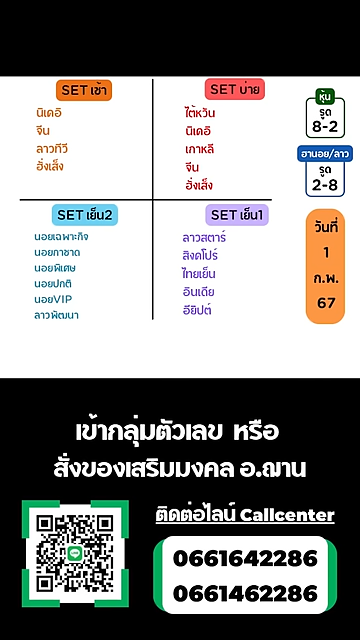 SET เช้า
นิเดอิ
จีน
ลาวทีวี
ฮั่งเส็ง
SET บ่าย
ไต้หวัน
นิเดอิ
เกาหลี
จีน
ฮั่งเส็ง
หุ้น
รูด
8-2
ฮานอย/ลาว
รูด
2-8
SET เย็น2
นอยเฉพาะกิจ
นอยกาชาด
นอยพิเศษ
นอยปกติ
นอยVIP
ลาวพัฒนา
SET เย็น1
ลาวสตาร์
สิงคโปร์
ไทยเย็น
อินเดีย
อียิปต์
วันที่
1
ก.พ.
67
เข้ากลุ่มตัวเลข หรือ
สั่งของเสริมมงคล อ.ฌาน
ติดต่อไลน์ Callcenter
0661642286
0661462286